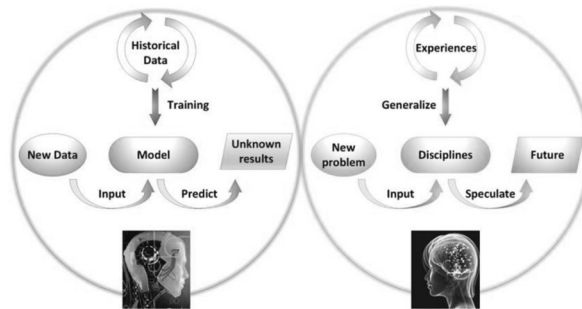 Historical
Data
Training
New Data
Model
Unknown
results
Input
Predict
Experiences
Generalize
New
problem
Disciplines
Future
Input
Speculate